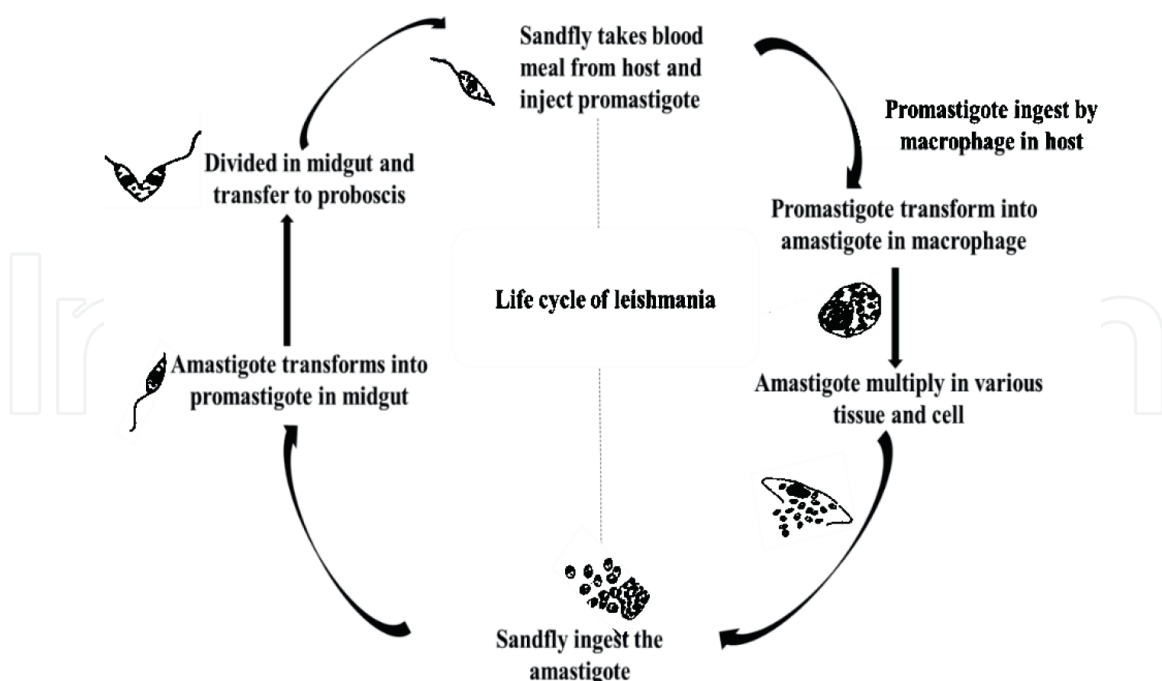 Sandfly takes blood
meal from host and
inject promastigote
Promastigote ingest by
macrophage in host
Promastigote transform into
amastigote in macrophage
Amastigote multiply in various
tissue and cell
Sandfly ingest the
amastigote
Amastigote transforms into
promastigote in midgut
Divided in midgut and
transfer to proboscis
Life cycle of leishmania